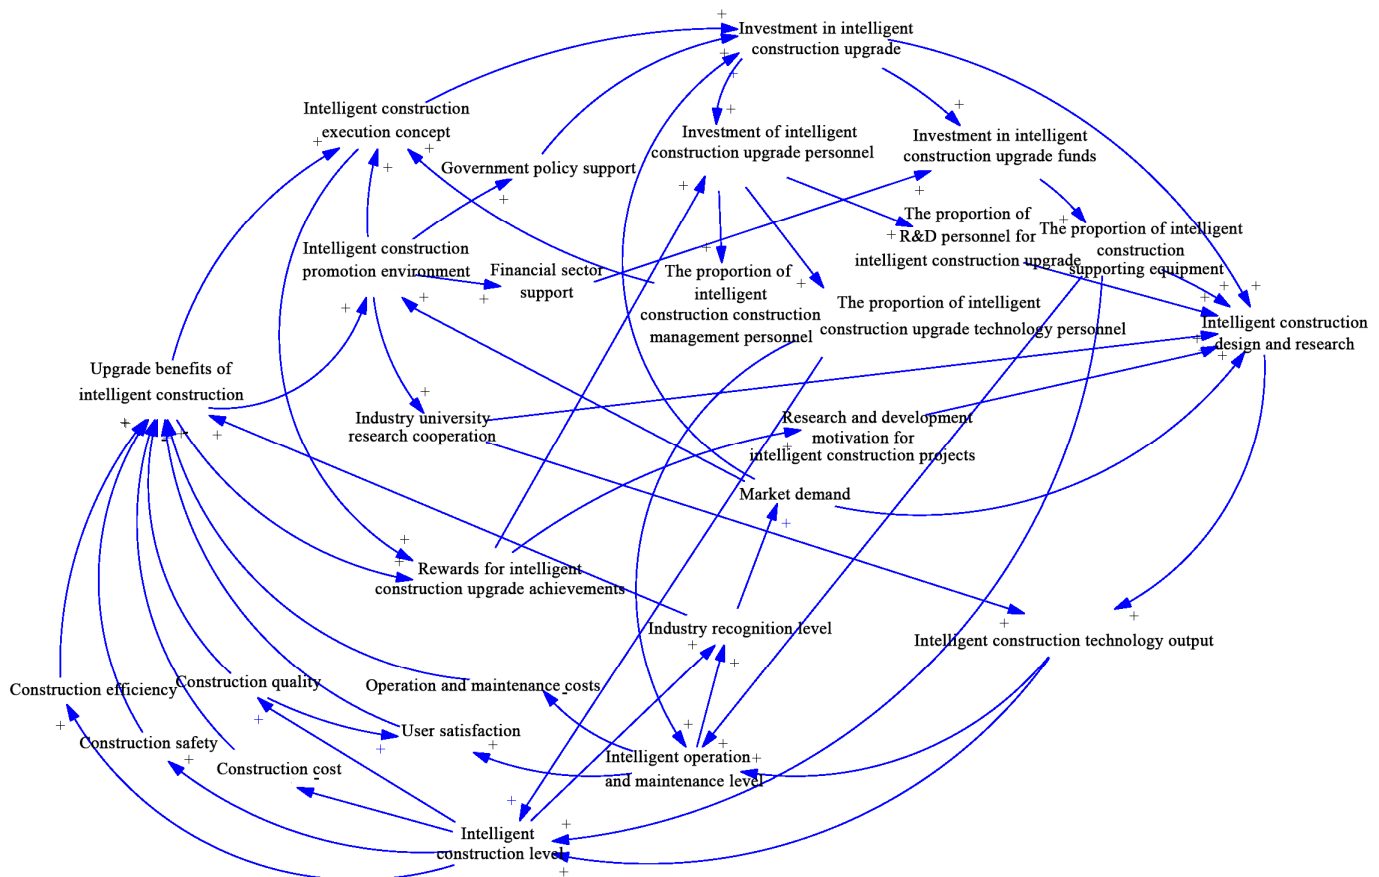 Investment in intelligent
construction upgrade
Intelligent construction
execution concept
Investment of intelligent
construction upgrade personnel
Investment in intelligent
construction upgrade funds
Government policy support
The proportion of
R&D personnel for
intelligent construction upgrade
The proportion of intelligent
construction
supporting equipment
Intelligent construction
promotion environment
Financial sector
support
The proportion of
intelligent
construction construction
management personnel
The proportion of intelligent
construction upgrade technology personnel
Intelligent construction
design and research
Upgrade benefits of
intelligent construction
Industry university
research cooperation
Research and development
motivation for
intelligent construction projects
Market demand
Rewards for intelligent
construction upgrade achievements
Industry recognition level
Intelligent construction technology output
Construction efficiency
Construction quality
Operation and maintenance costs
User satisfaction
Construction safety
Construction cost
Intelligent operation
and maintenance level
Intelligent
construction level